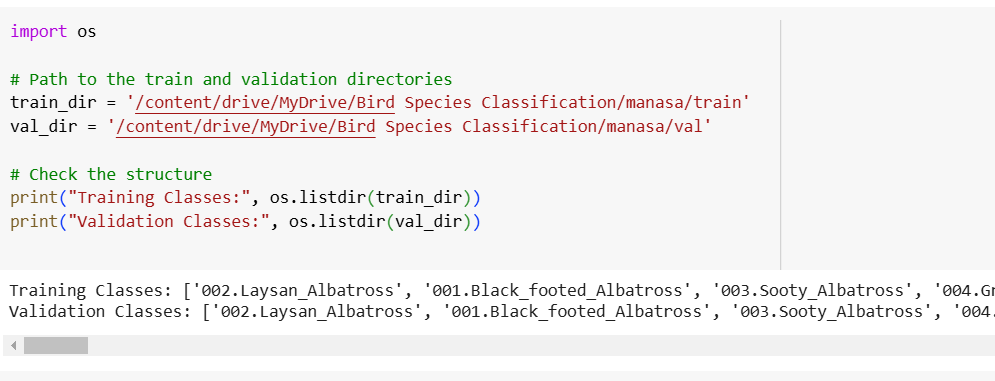 import os
# Path to the train and validation directories
train_dir = '/content/drive/MyDrive/Bird Species Classification/manasa/train'
val_dir = '/content/drive/MyDrive/Bird Species Classification/manasa/val'
# Check the structure
print("Training Classes:", os.listdir(train_dir))
print("Validation Classes:", os.listdir(val_dir))
Training Classes: ['002.Laysan_Albatross', '001.Black_footed_Albatross', '003.Sooty_Albatross', '004.Gr
Validation Classes: ['002.Laysan_Albatross', '001.Black_footed_Albatross', '003.Sooty_Albatross', '004.